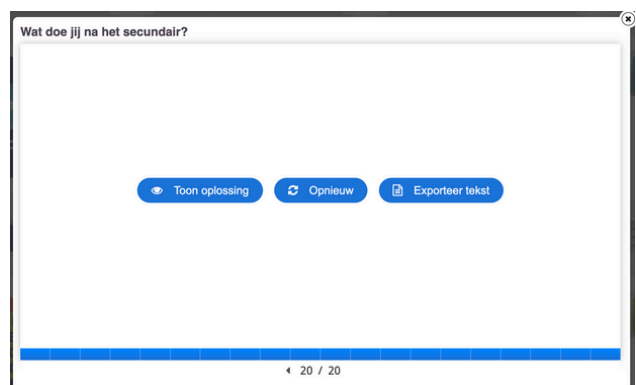 Wat doe jij na het secundair?
Toon oplossing
Opnieuw
Exporteer tekst
20 / 20